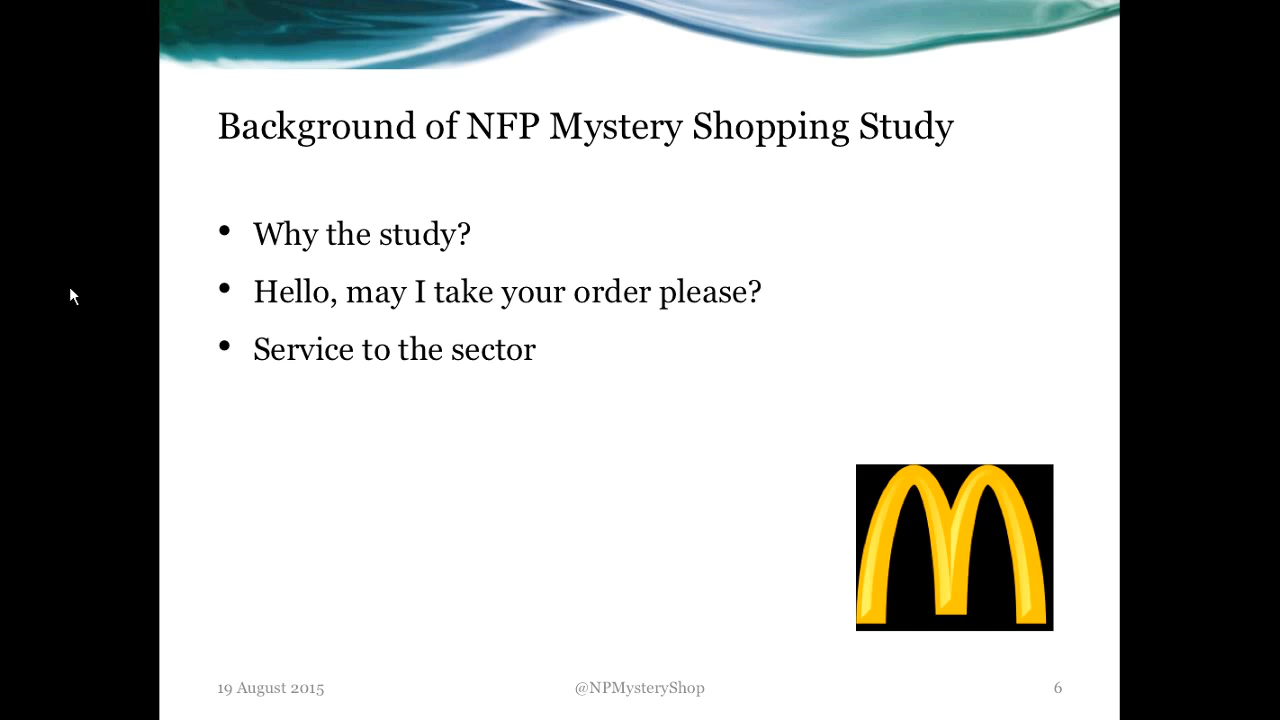 Background of NFP Mystery Shopping Study
• Why the study?
• Hello, may I take your order please?
• Service to the sector
19 August 2015
@NPMysteryShop
6